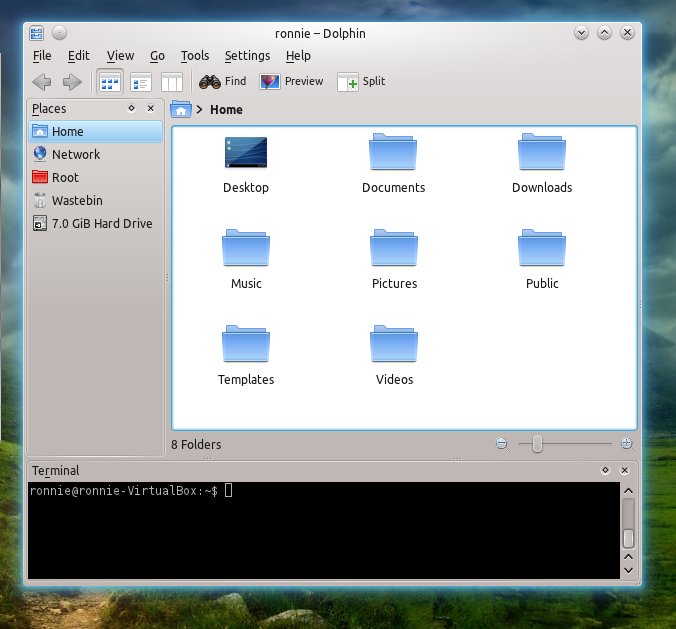 ronnie – Dolphin
File Edit View Go Tools Settings Help
Find Preview Split
Places
Home
Network
Root
Wastebin
7.0 GiB Hard Drive
> Home
Desktop Documents Downloads
Music Pictures Public
Templates Videos
8 Folders
Terminal
ronnie@ronnie-VirtualBox:~$